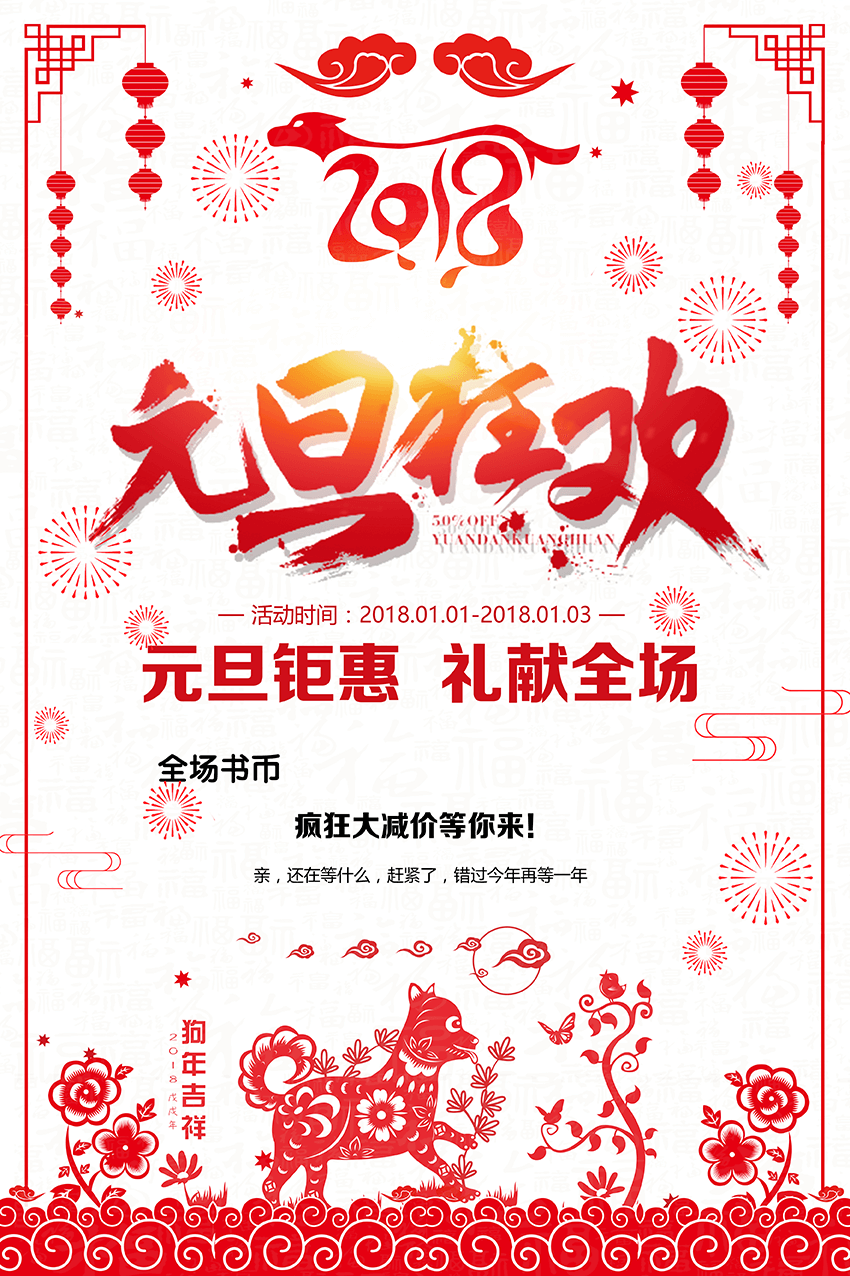 2018
元旦狂欢
50%OFF
YUANDANKUANGHUAN
— 活动时间：2018.01.01-2018.01.03 —
元旦钜惠 礼献全场
全场书币
疯狂大减价等你来!
亲，还在等什么，赶紧了，错过今年再等一年
狗年吉祥
2018戊戌年